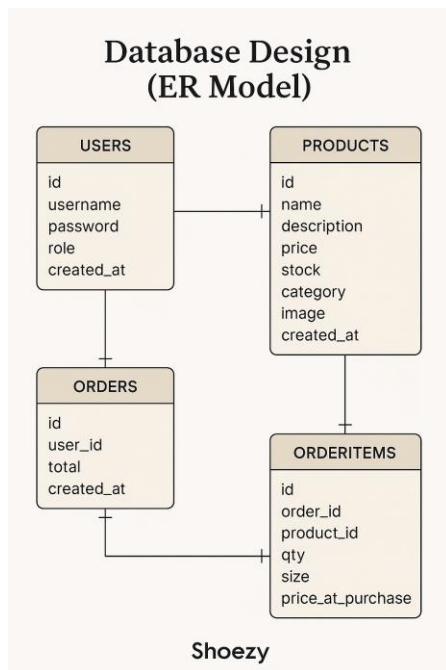 Database Design
(ER Model)
USERS
id
username
password
role
created_at
PRODUCTS
id
name
description
price
stock
category
image
created_at
ORDERS
id
user_id
total
created_at
ORDERITEMS
id
order_id
product_id
qty
size
price_at_purchase
Shoezy